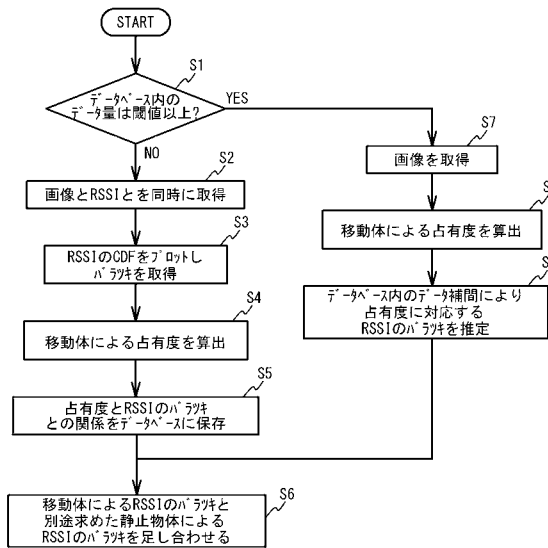 START
S1
データベース内の
データ量は閾値以上?
YES
NO
S2
画像とRSSIとを同時に取得
S3
RSSIのCDFをプロットし
バラツキを取得
S4
移動体による占有度を算出
S5
占有度とRSSIのバラツキ
との関係をデータベースに保存
S7
画像を取得
S
移動体による占有度を算出
S
データベース内のデータ補間により
占有度に対応する
RSSIのバラツキを推定
S6
移動体によるRSSIのバラツキと
別途求めた静止物体による
RSSIのバラツキを足し合わせる